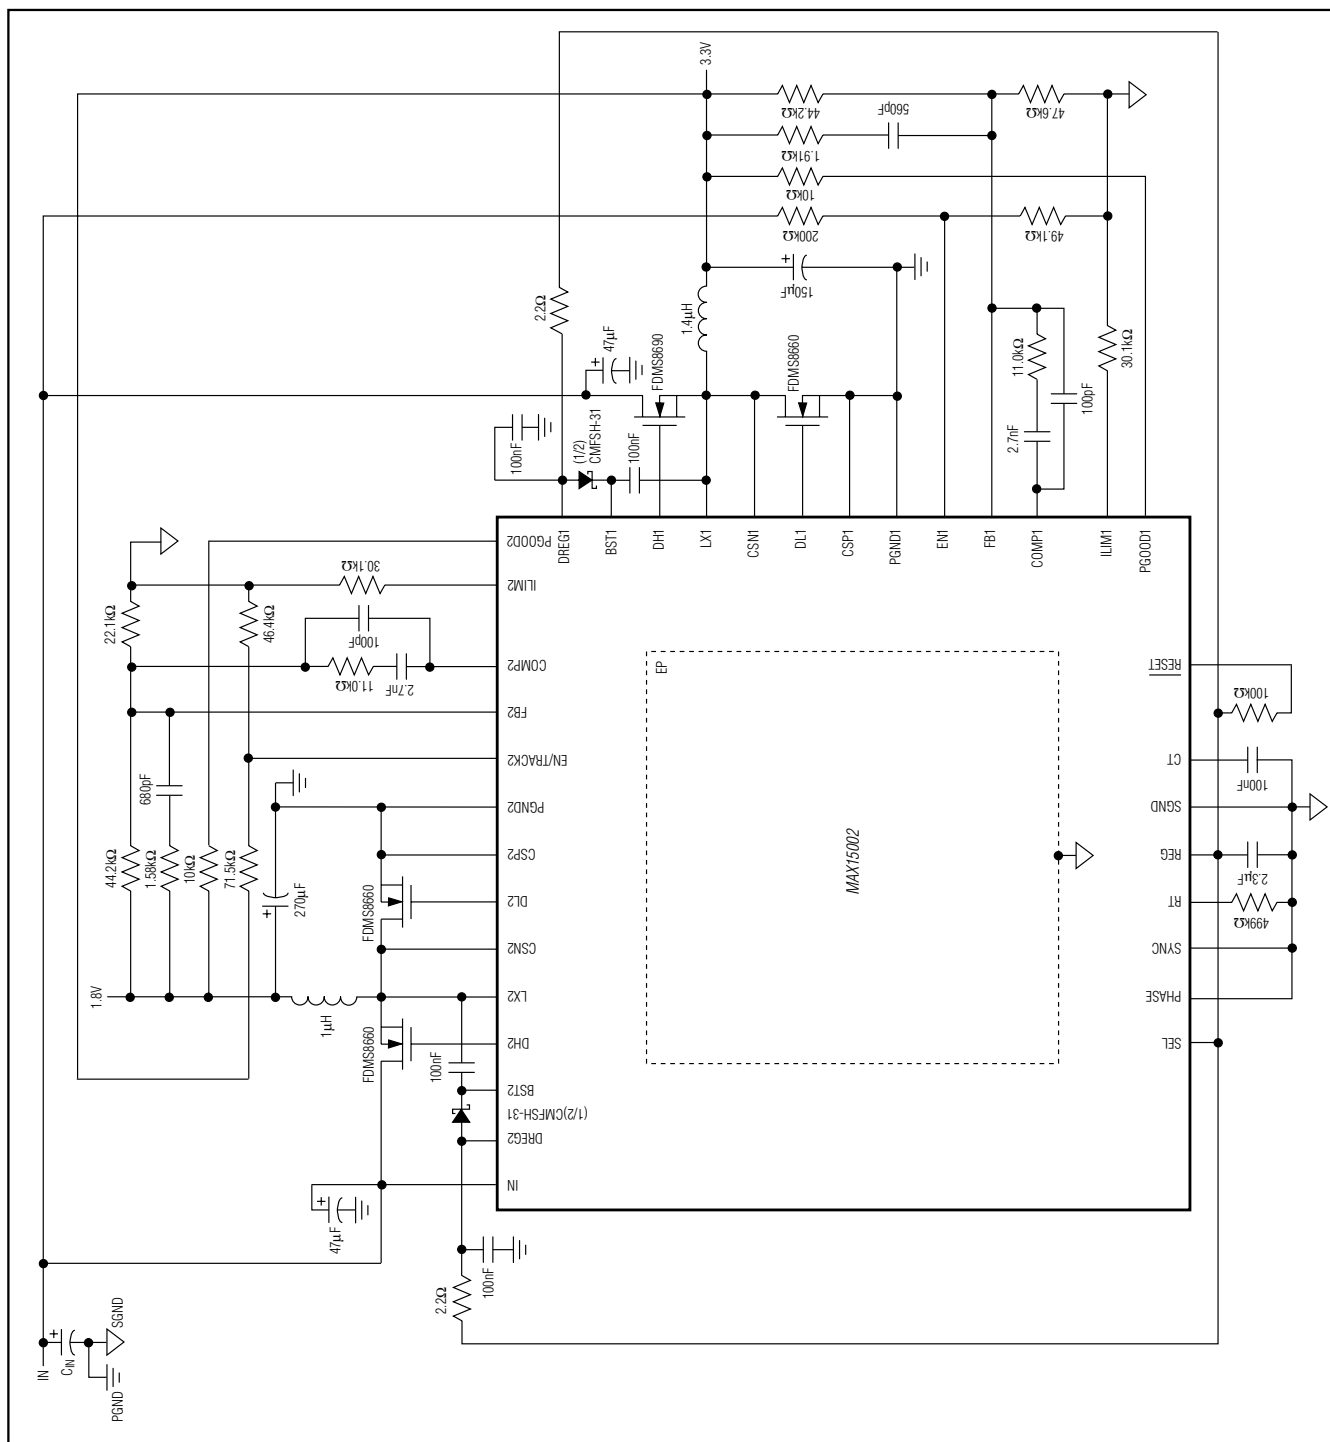 3.3V
44.2kΩ
560pF
47.6kΩ
1.91kΩ
10kΩ
200kΩ
49.1kΩ
150µF
1.4µH
2.2Ω
47µF
FDMS8690
FDMS8660
11.0kΩ
100pF
2.7nF
30.1kΩ
100nF
(1/2)
CMFSH-31
100nF
DREG1
BST1
DH1
LX1
CSN1
DL1
CSP1
PGND1
EN1
FB1
COMP1
ILIM1
PGOOD1
PGOOD2
ILIM2
COMP2
FB2
EN/TRACK2
PGND2
CSP2
DL2
CSN2
LX2
DH2
BST2
DREG2
IN
30.1kΩ
22.1kΩ
46.4kΩ
100pF
11.0kΩ
2.7nF
680pF
44.2kΩ
1.58kΩ
10kΩ
71.5kΩ
270µF
FDMS8660
1.8V
1µH
FDMS8660
100nF
(1/2)CMFSH-31
47µF
100nF
2.2Ω
EP
MAX15002
RESET
CT
SGND
REG
RT
SYNC
PHASE
SEL
100kΩ
100nF
2.3µF
499kΩ
IN
CIN
SGND
PGND